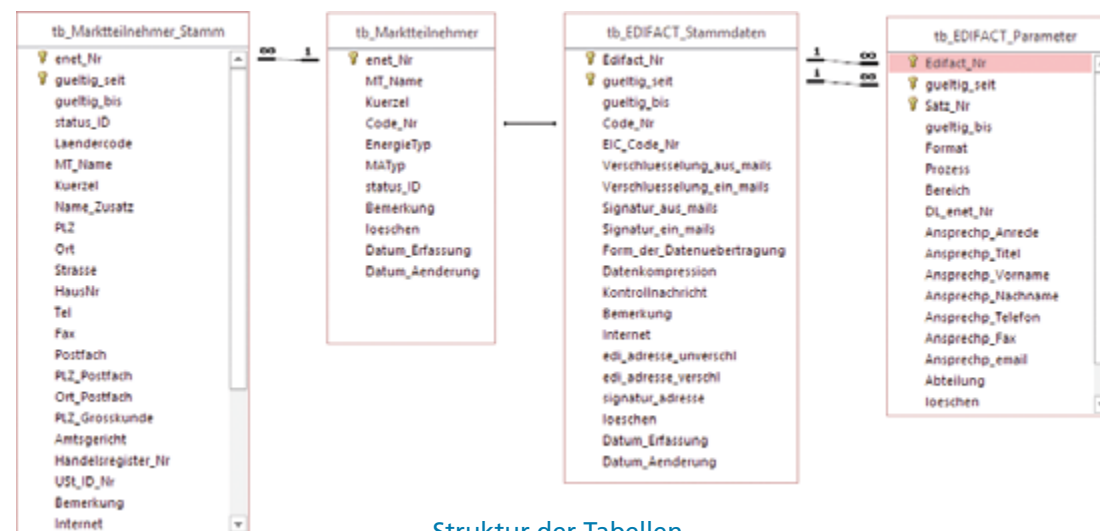 tb_Marktteilnehmer_Stamm
enet_Nr
gueltig_seit
gueltig_bis
status_ID
Laendercode
MT_Name
Kuerzel
Name_Zusatz
PLZ
Ort
Strasse
HausNr
Tel
Fax
Postfach
PLZ_Postfach
Ort_Postfach
PLZ_Grosskunde
Amtsgericht
Handelsregister_Nr
USt_ID_Nr
Bemerkung
Internet
∞ 1
tb_Marktteilnehmer
enet_Nr
MT_Name
Kuerzel
Code_Nr
EnergieTyp
MATyp
status_ID
Bemerkung
loeschen
Datum_Erfassung
Datum_Aenderung
tb_EDIFACT_Stammdaten
Edifact_Nr
gueltig_seit
gueltig_bis
Code_Nr
EIC_Code_Nr
Verschluesselung_aus_mails
Verschluesselung_ein_mails
Signatur_aus_mails
Signatur_ein_mails
Form_der_Datenuebertragung
Datenkompression
Kontrollnachricht
Bemerkung
Internet
edi_adresse_unverschl
edi_adresse_verschl
signatur_adresse
loeschen
Datum_Erfassung
Datum_Aenderung
1 ∞
1 ∞
tb_EDIFACT_Parameter
Edifact_Nr
gueltig_seit
Satz_Nr
gueltig_bis
Format
Prozess
Bereich
DL_enet_Nr
Ansprechp_Anrede
Ansprechp_Titel
Ansprechp_Vorname
Ansprechp_Nachname
Ansprechp_Telefon
Ansprechp_Fax
Ansprechp_email
Abteilung
loeschen
Struktur der Tabellen